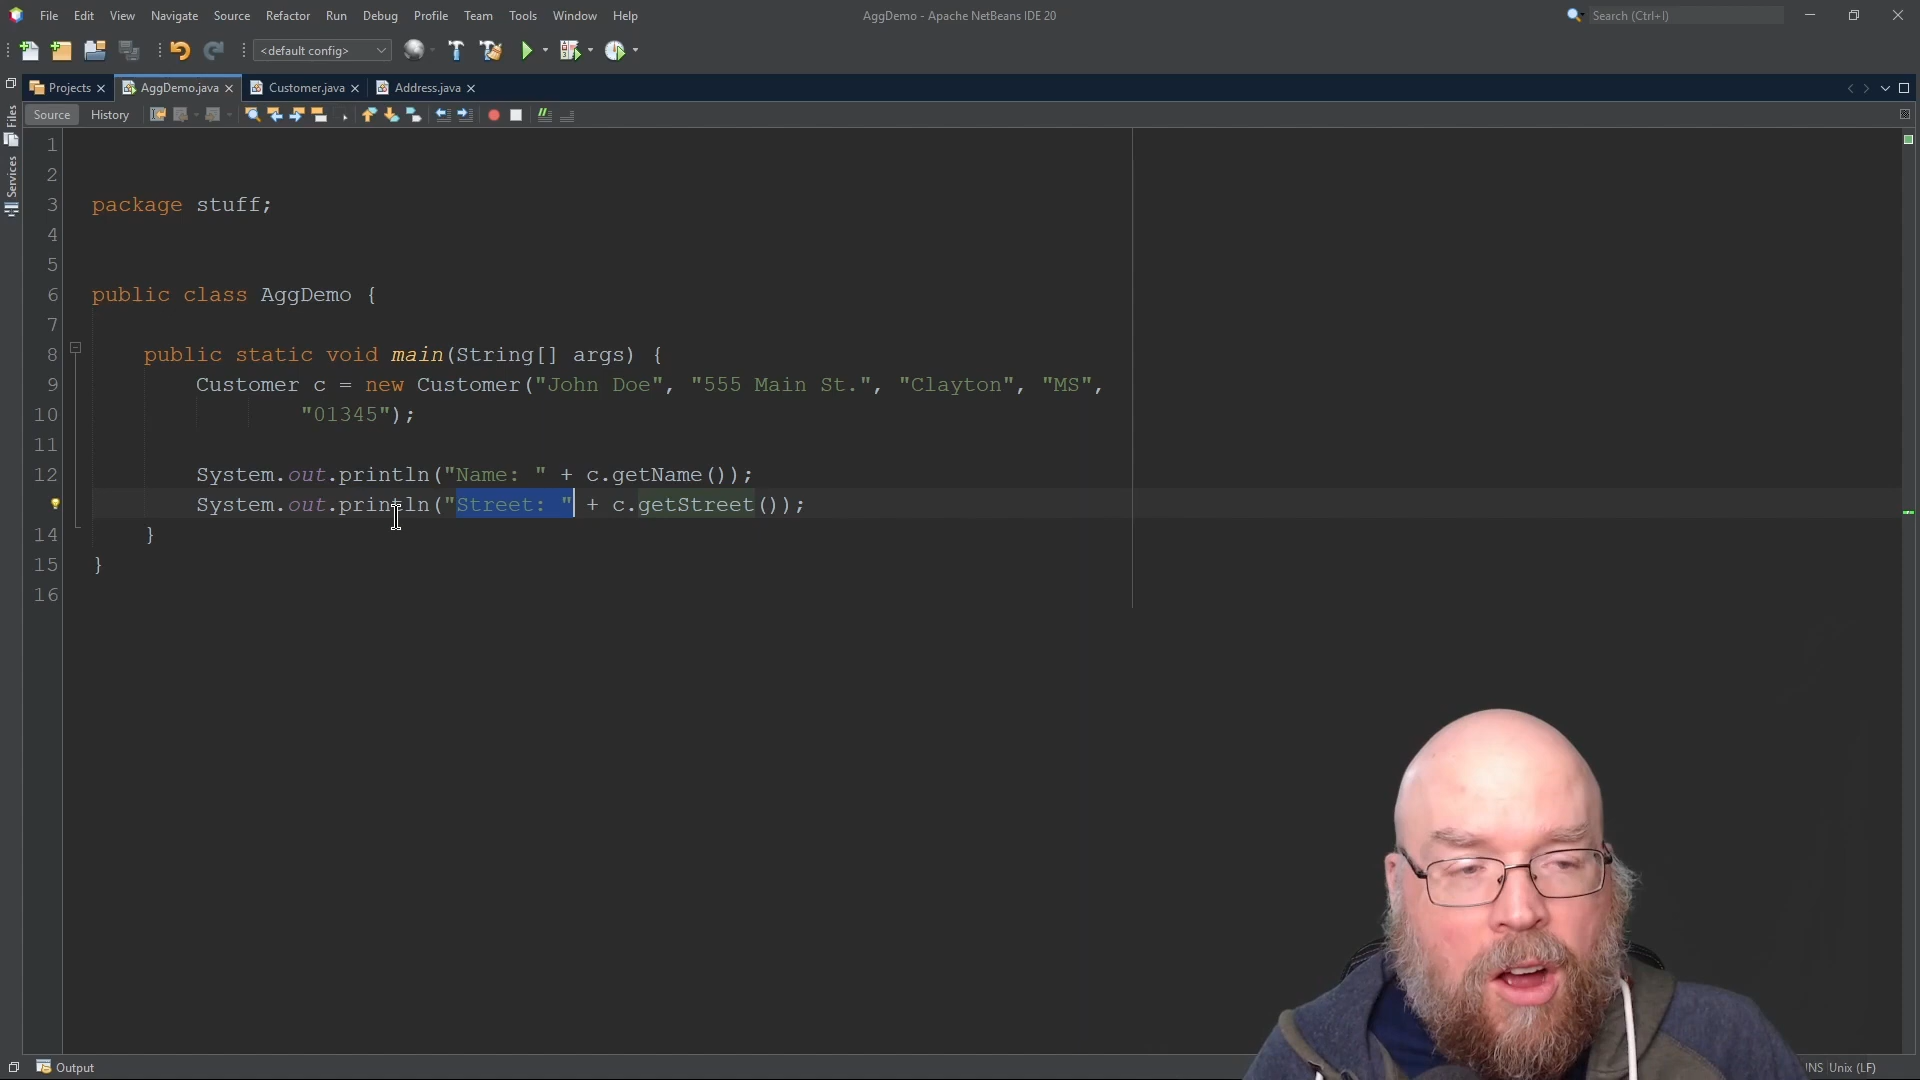 File Edit View Navigate Source Refactor Run Debug Profile Team Tools Window Help AggDemo - Apache NetBeans IDE 20 Search (Ctrl+I)
<default config>
Projects AggDemo.java Customer.java Address.java
Source History
Files
Services
1
2
3 package stuff;
4
5
6 public class AggDemo {
7
8 public static void main(String[] args) {
9 Customer c = new Customer("John Doe", "555 Main St.", "Clayton", "MS",
10 "01345");
11
12 System.out.println("Name: " + c.getName());
System.out.println("Street: " + c.getStreet());
14 }
15 }
16
Output INS Unix (LF)